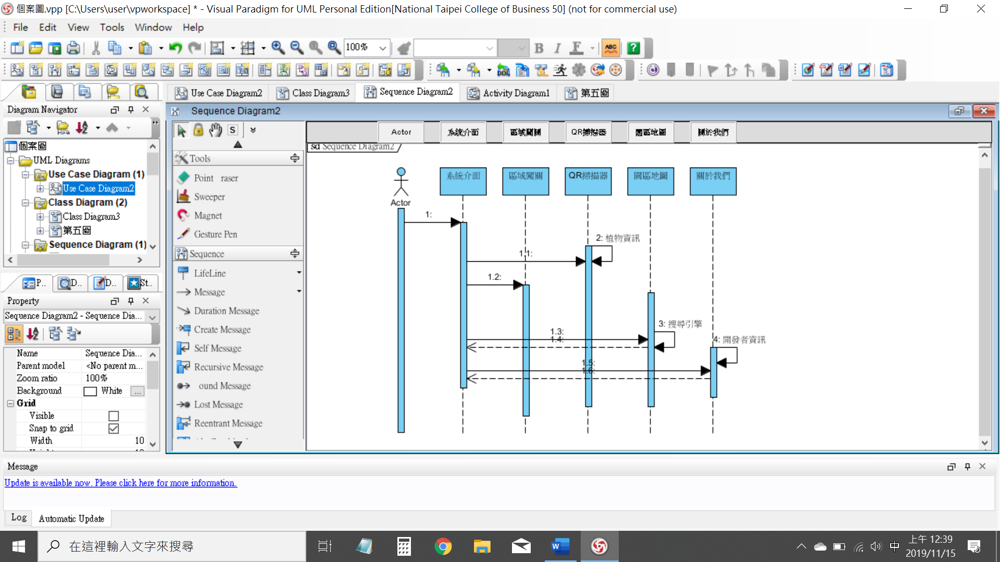 個案圖.vpp [C:\Users\user\vpworkspace] * - Visual Paradigm for UML Personal Edition[National Taipei College of Business 50] (not for commercial use)
File Edit View Tools Window Help
100% B I F ABC ?
DDL
Use Case Diagram2 Class Diagram3 Sequence Diagram2 Activity Diagram1 第五圖
Diagram Navigator
Sequence Diagram2
個案圖
UML Diagrams
Use Case Diagram (1)
Use Case Diagram2
Class Diagram (2)
Class Diagram3
第五圖
Sequence Diagram (1)
P.. D.. D.. St..
Property
Sequence Diagram2 - Sequence Dia...
Name Sequence Dia...
Parent model <No parent m...
Zoom ratio 100%
Background White ...
Grid
Visible
Snap to grid
Width 10
S
Tools
Point raser
Sweeper
Magnet
Gesture Pen
Sequence
LifeLine
Message
Duration Message
Create Message
Self Message
Recursive Message
ound Message
Lost Message
Reentrant Message
Actor 系統介面 區域闖關 QR掃描器 園區地圖 關於我們
sd Sequence Diagram2
系統介面 區域闖關 QR掃描器 園區地圖 關於我們
Actor
1:
2: 植物資訊
1.1:
1.2:
3: 搜尋引擎
1.3:
1.4:
4: 開發者資訊
1.5:
1.6:
Message
Update is available now. Please click here for more information.
Log Automatic Update
在這裡輸入文字來搜尋
中
上午 12:39
2019/11/15